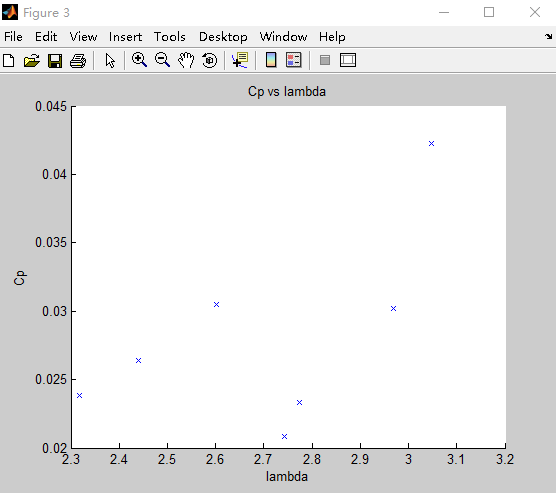 Figure 3
File Edit View Insert Tools Desktop Window Help
Cp vs lambda
0.045
0.04
0.035
0.03
0.025
0.02
Cp
2.3 2.4 2.5 2.6 2.7 2.8 2.9 3 3.1 3.2
lambda